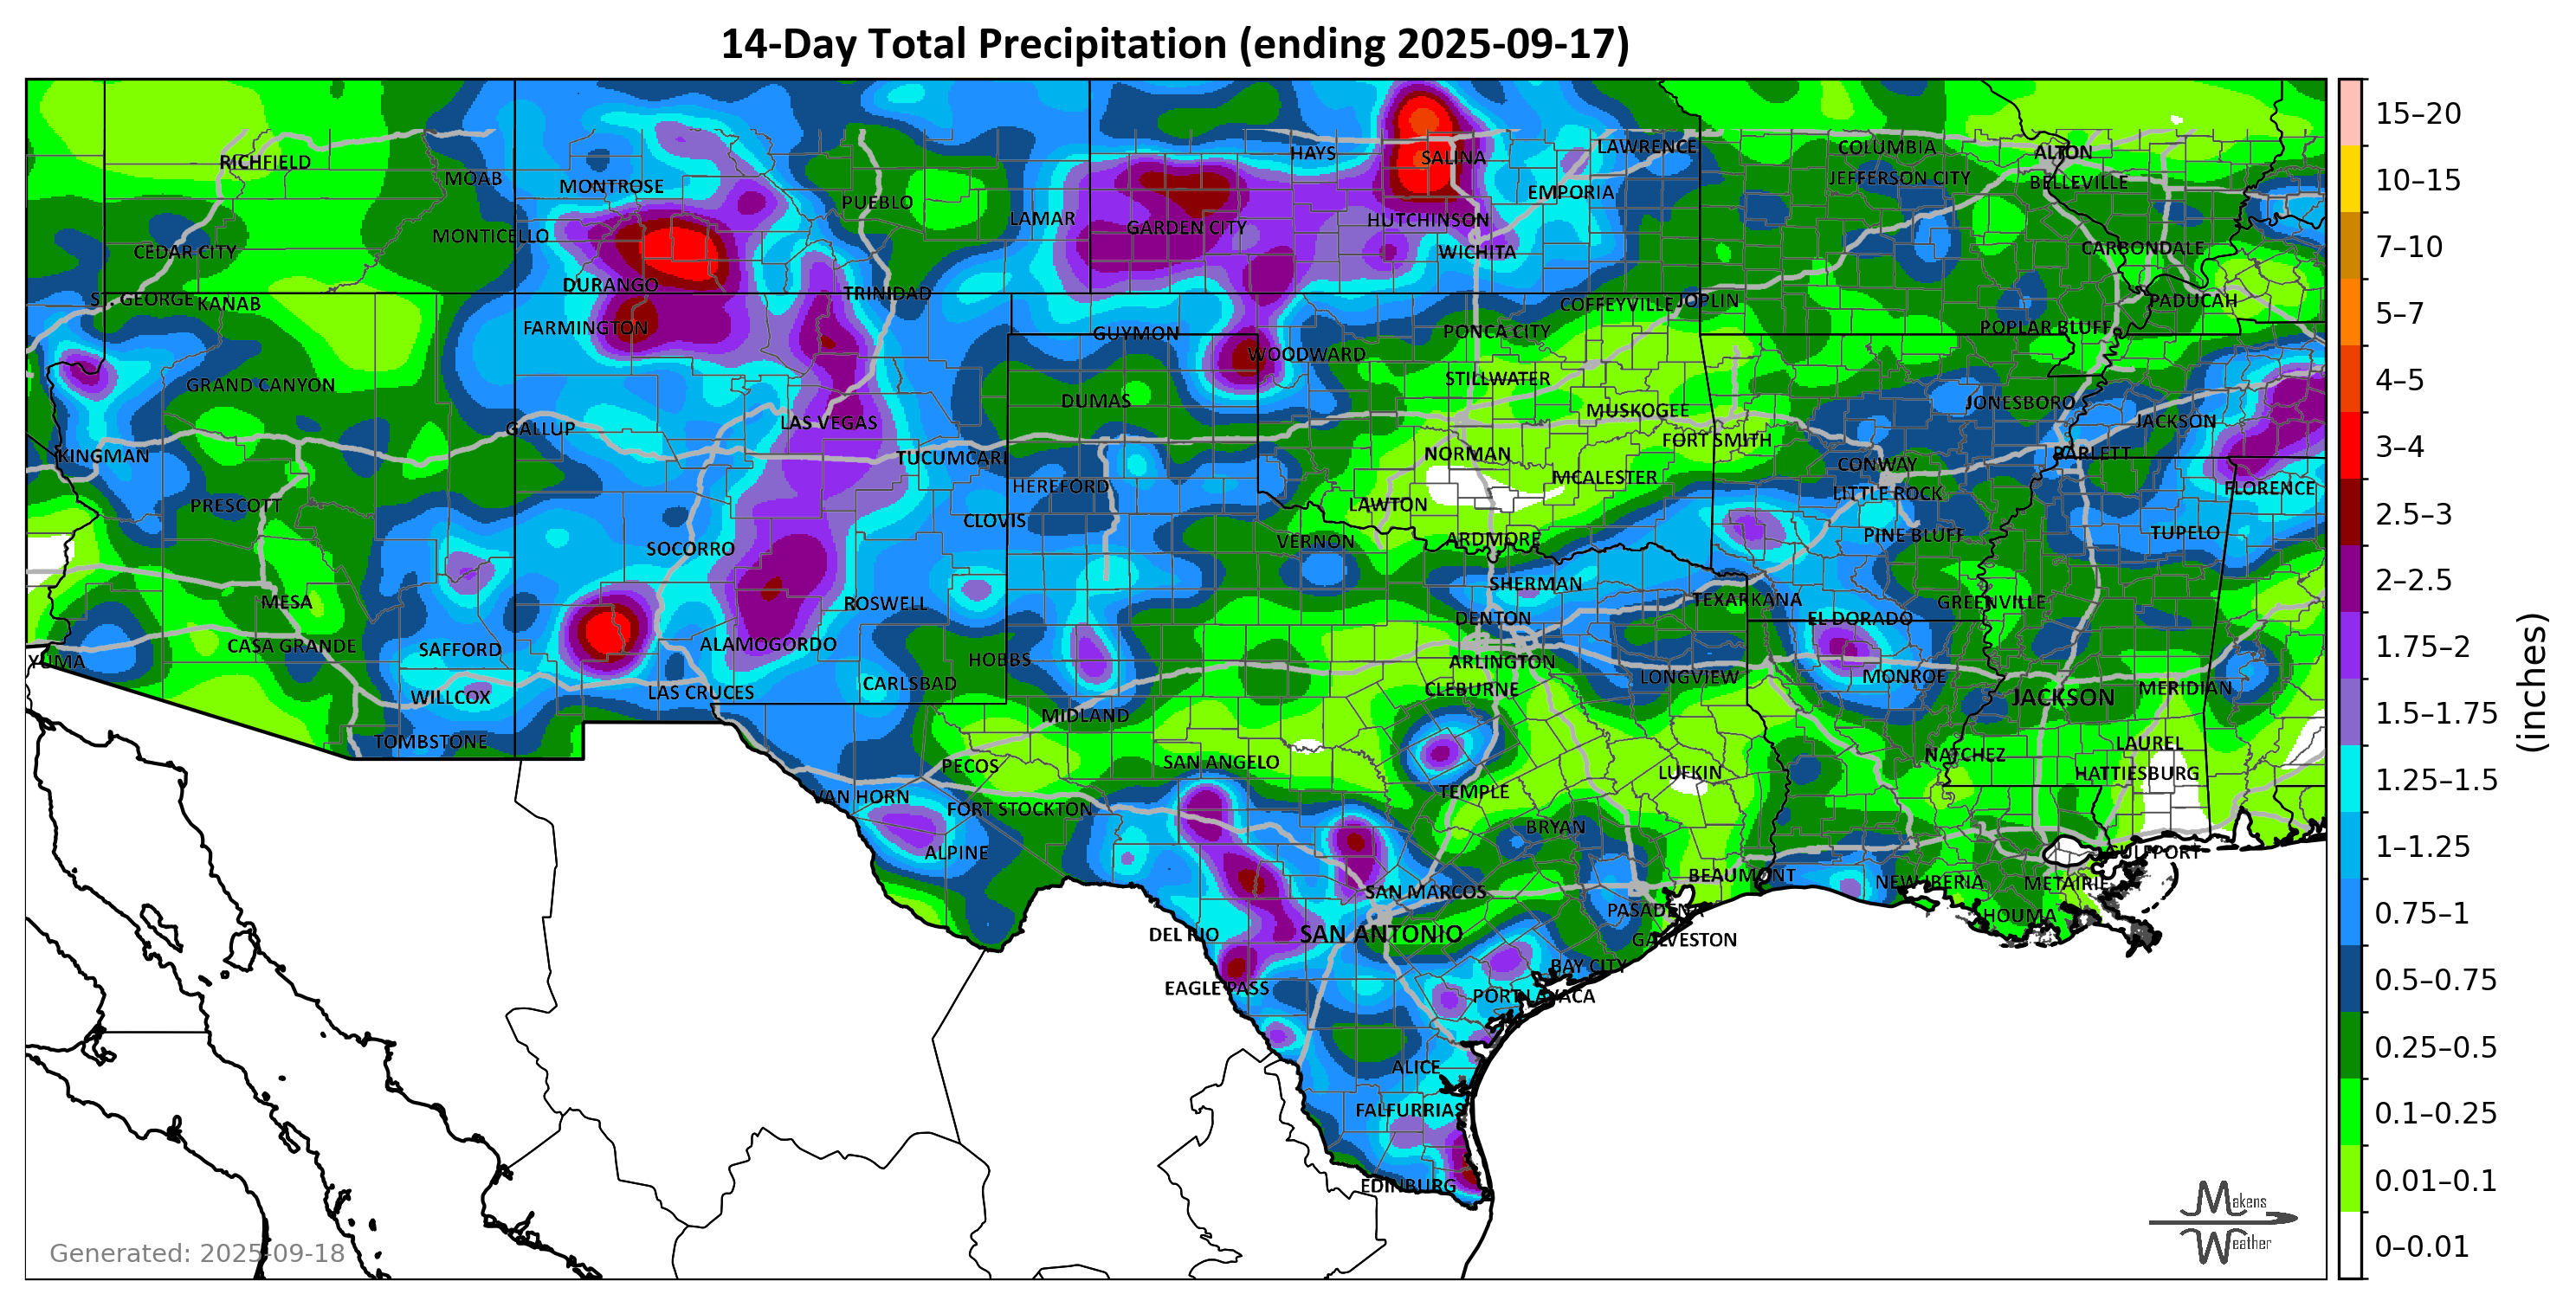 14-Day Total Precipitation (ending 2025-09-17)
RICHFIELD
MOAB
MONTROSE
PUEBLO
LAMAR
HAYS
SALINA
LAWRENCE
EMPORIA
COLUMBIA
JEFFERSON CITY
ALTON
BELLEVILLE
CEDAR CITY
MONTICELLO
GARDEN CITY
HUTCHINSON
WICHITA
CARBONDALE
DURANGO
TRINIDAD
ST. GEORGE
KANAB
COFFEYVILLE
JOPLIN
PADUCAH
FARMINGTON
GUYMON
PONCA CITY
POPLAR BLUFF
WOODWARD
GRAND CANYON
DUMAS
STILLWATER
MUSKOGEE
JONESBORO
JACKSON
GALLUP
LAS VEGAS
FORT SMITH
KINGMAN
TUCUMCARI
NORMAN
BARLETT
CONWAY
HEREFORD
MCALESTER
LITTLE ROCK
FLORENCE
PRESCOTT
LAWTON
CLOVIS
SOCORRO
VERNON
ARDMORE
PINE BLUFF
TUPELO
MESA
ROSWELL
SHERMAN
TEXARKANA
GREENVILLE
DENTON
EL DORADO
CASA GRANDE
SAFFORD
ALAMOGORDO
HOBBS
ARLINGTON
YUMA
WILLCOX
LAS CRUCES
CARLSBAD
CLEBURNE
LONGVIEW
MONROE
JACKSON
MERIDIAN
MIDLAND
TOMBSTONE
PECOS
SAN ANGELO
LUFKIN
NATCHEZ
LAUREL
HATTIESBURG
VAN HORN
FORT STOCKTON
TEMPLE
BRYAN
ALPINE
GULFPORT
SAN MARCOS
BEAUMONT
NEW IBERIA
METAIRIE
PASADENA
HOUMA
DEL RIO
SAN ANTONIO
GALVESTON
BAY CITY
EAGLE PASS
PORT LAVACA
ALICE
FALFURRIAS
EDINBURG
15–20
10–15
7–10
5–7
4–5
3–4
2.5–3
2–2.5
1.75–2
1.5–1.75
1.25–1.5
1–1.25
0.75–1
0.5–0.75
0.25–0.5
0.1–0.25
0.01–0.1
0–0.01
(inches)
Generated: 2025-09-18
Makens
Weather